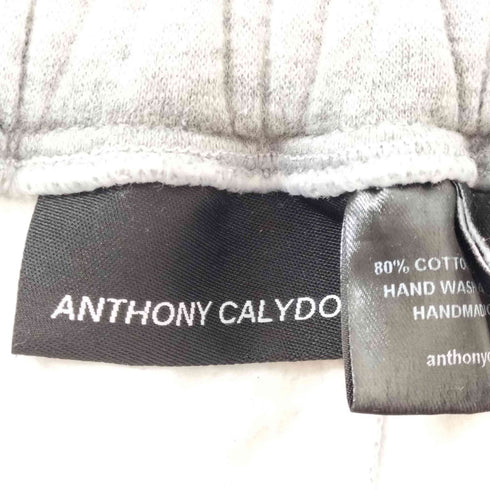 ANTHONY CALYDO
80% COTTO
HAND WASH
HANDMAD
anthony